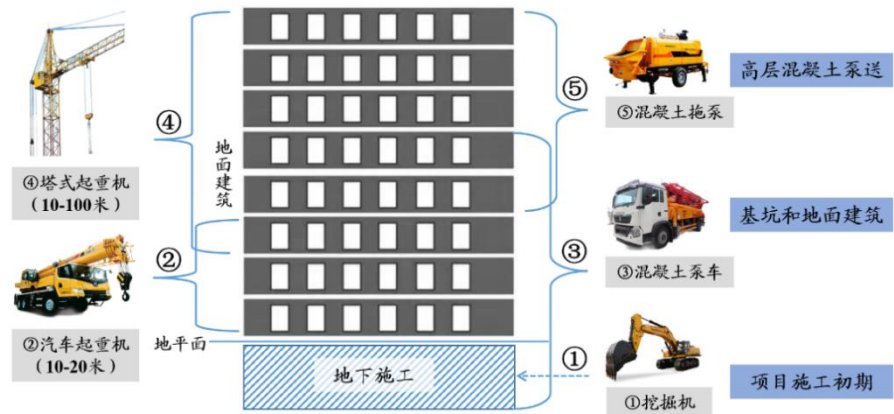 ④
④塔式起重机
（10-100米）
②
②汽车起重机
（10-20米）
地面建筑
地平面
地下施工
⑤
⑤混凝土拖泵
高层混凝土泵送
③
③混凝土泵车
基坑和地面建筑
①
①挖掘机
项目施工初期